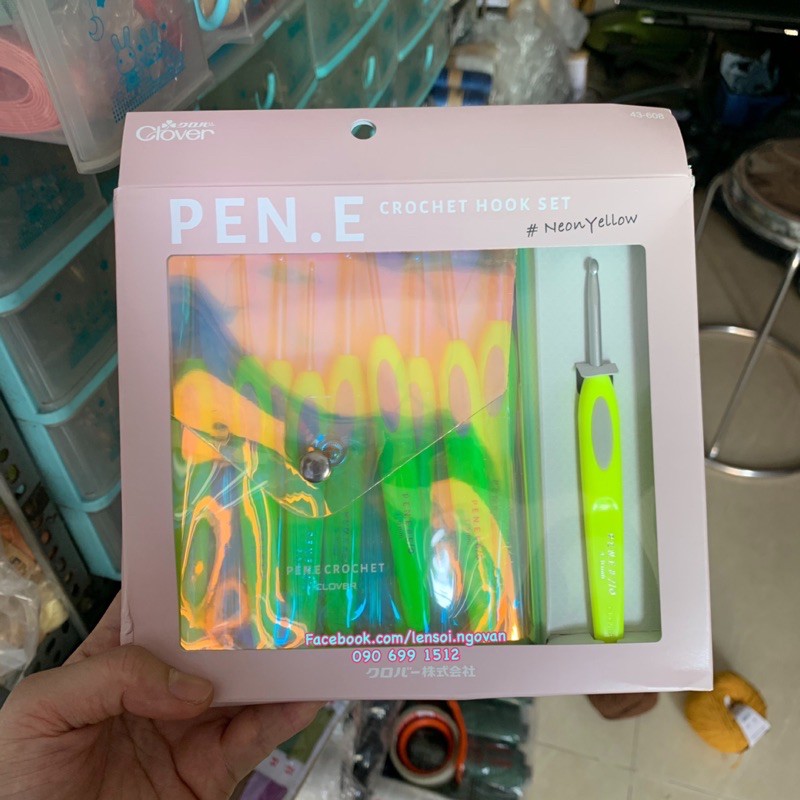 クロバー
Clover
43-608
PEN.E CROCHET HOOK SET
# NeonYellow
PEN.E CROCHET
CLOVER
Facebook.com/lensoi.ngovan
090 699 1512
クロバー株式会社